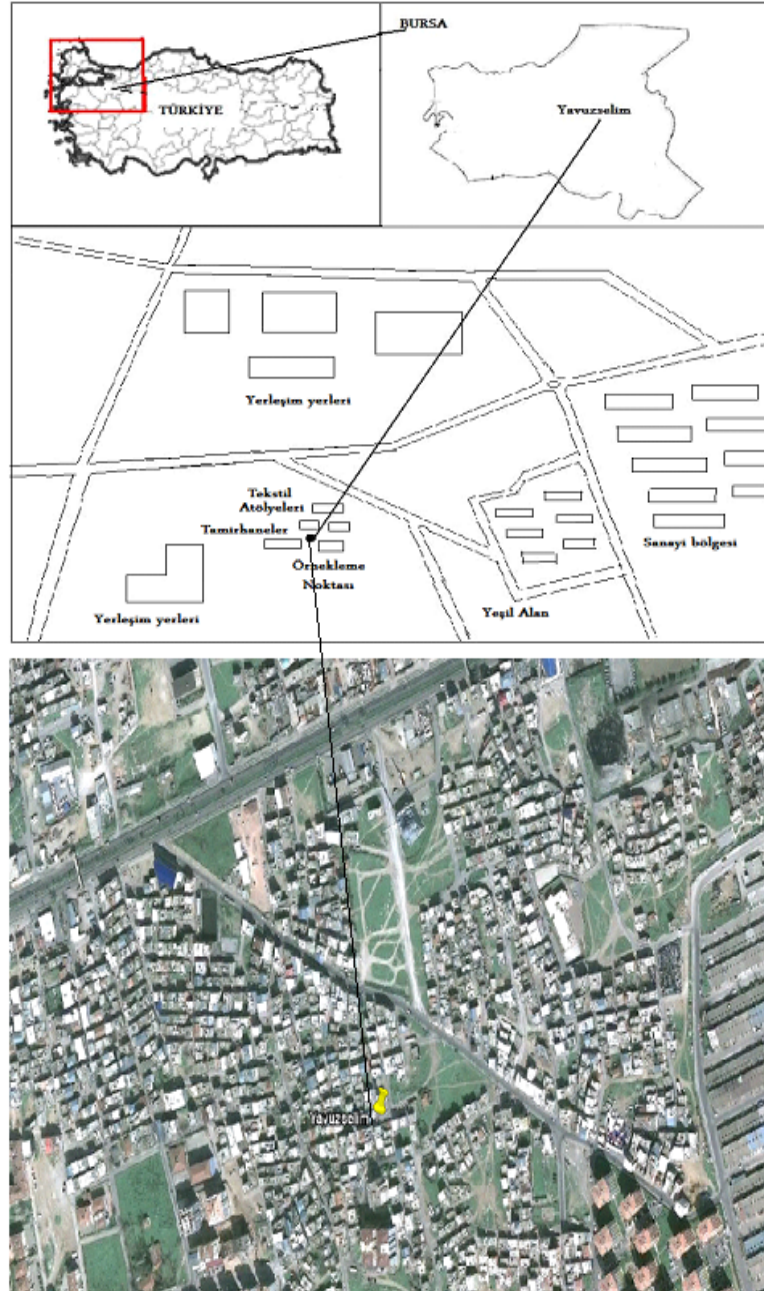 BURSA
TÜRKİYE
Yavuzselim
Yerleşim yerleri
Tekstil
Atölyeleri
Tamirhaneler
Örnekleme
Noktası
Sanayi bölgesi
Yeşil Alan
Yerleşim yerleri
Yavuzselim